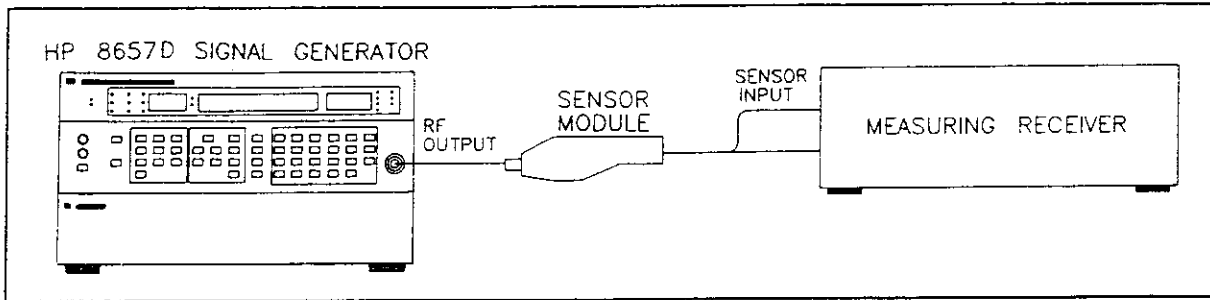 HP 8657D SIGNAL GENERATOR
RF
OUTPUT
SENSOR
MODULE
SENSOR
INPUT
MEASURING RECEIVER